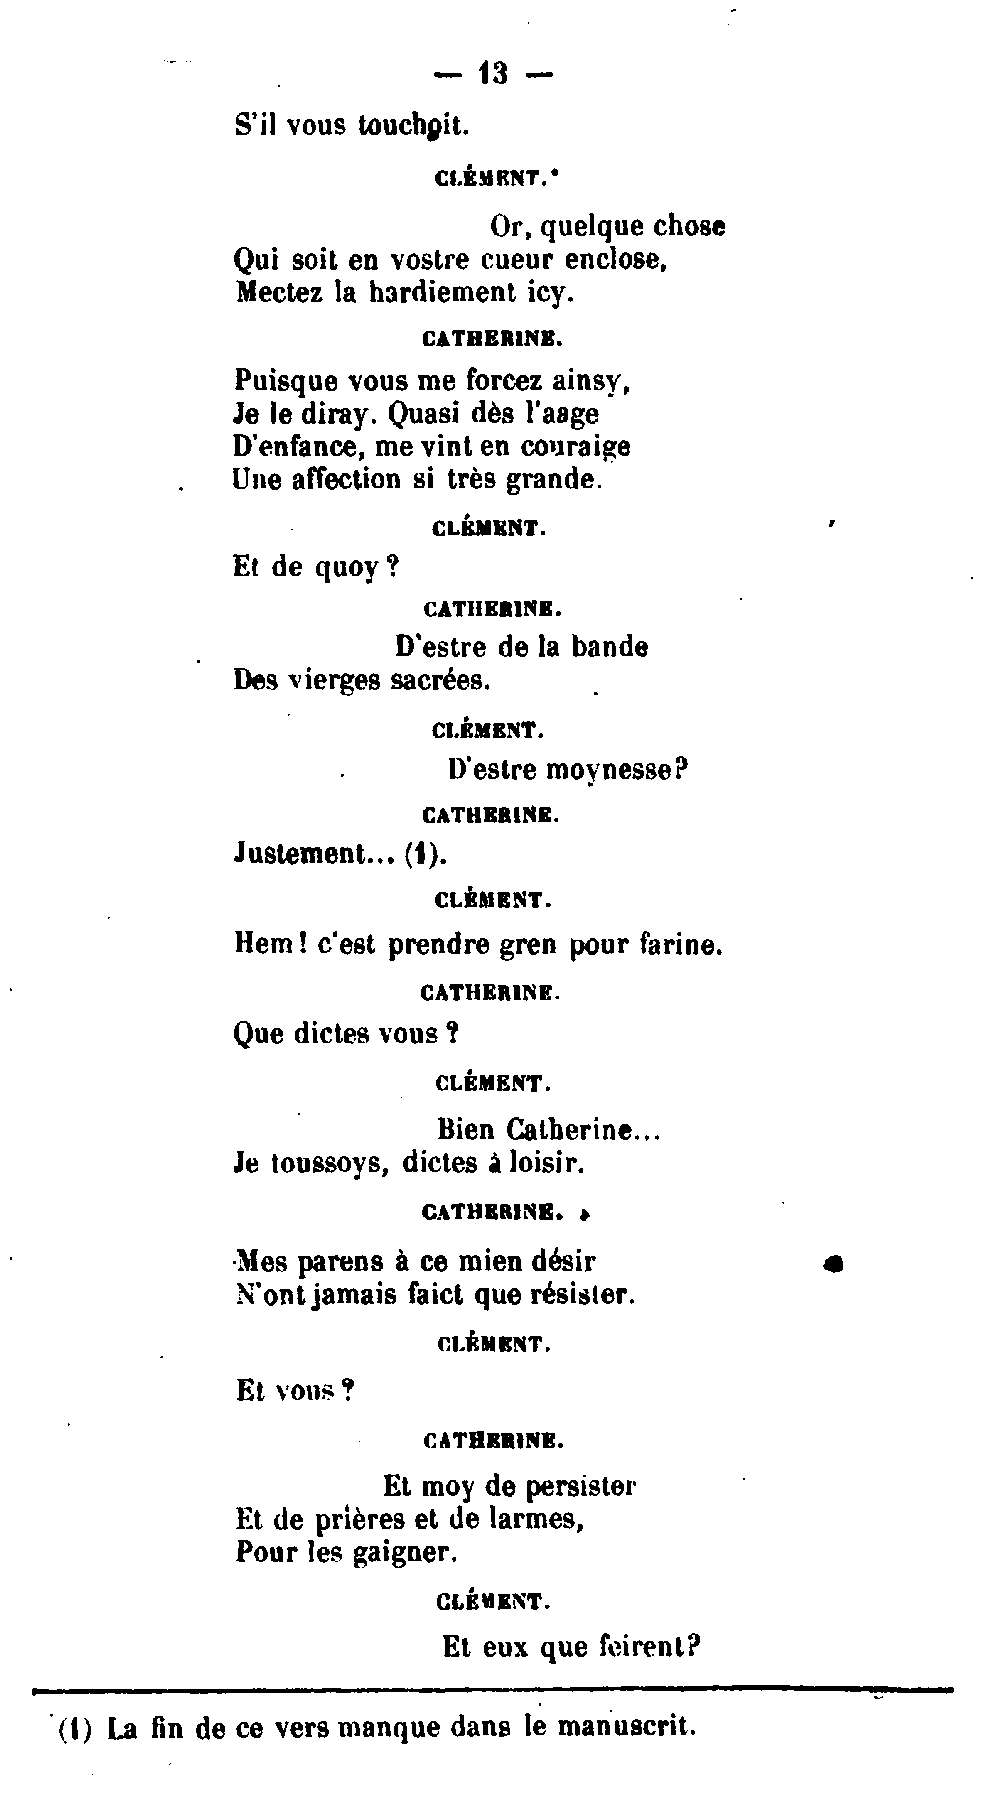 — 13 —
S'il vous touchoit.
CLÉMENT.
Or, quelque chose
Qui soit en vostre cueur enclose,
Mectez la hardiement icy.
CATHERINE.
Puisque vous me forcez ainsy,
Je le diray. Quasi dès l'aage
D'enfance, me vint en couraige
Une affection si très grande.
CLÉMENT.
Et de quoy ?
CATHERINE.
D'estre de la bande
Des vierges sacrées.
CLÉMENT.
D'estre moynesse?
CATHERINE.
Justement... (1).
CLÉMENT.
Hem ! c'est prendre gren pour farine.
CATHERINE.
Que dictes vous ?
CLÉMENT.
Bien Catherine...
Je toussoys, dictes à loisir.
CATHERINE.
Mes parens à ce mien désir
N'ont jamais faict que résister.
CLÉMENT.
Et vous ?
CATHERINE.
Et moy de persister
Et de prières et de larmes,
Pour les gaigner.
CLÉMENT.
Et eux que feirent?
(1) La fin de ce vers manque dans le manuscrit.